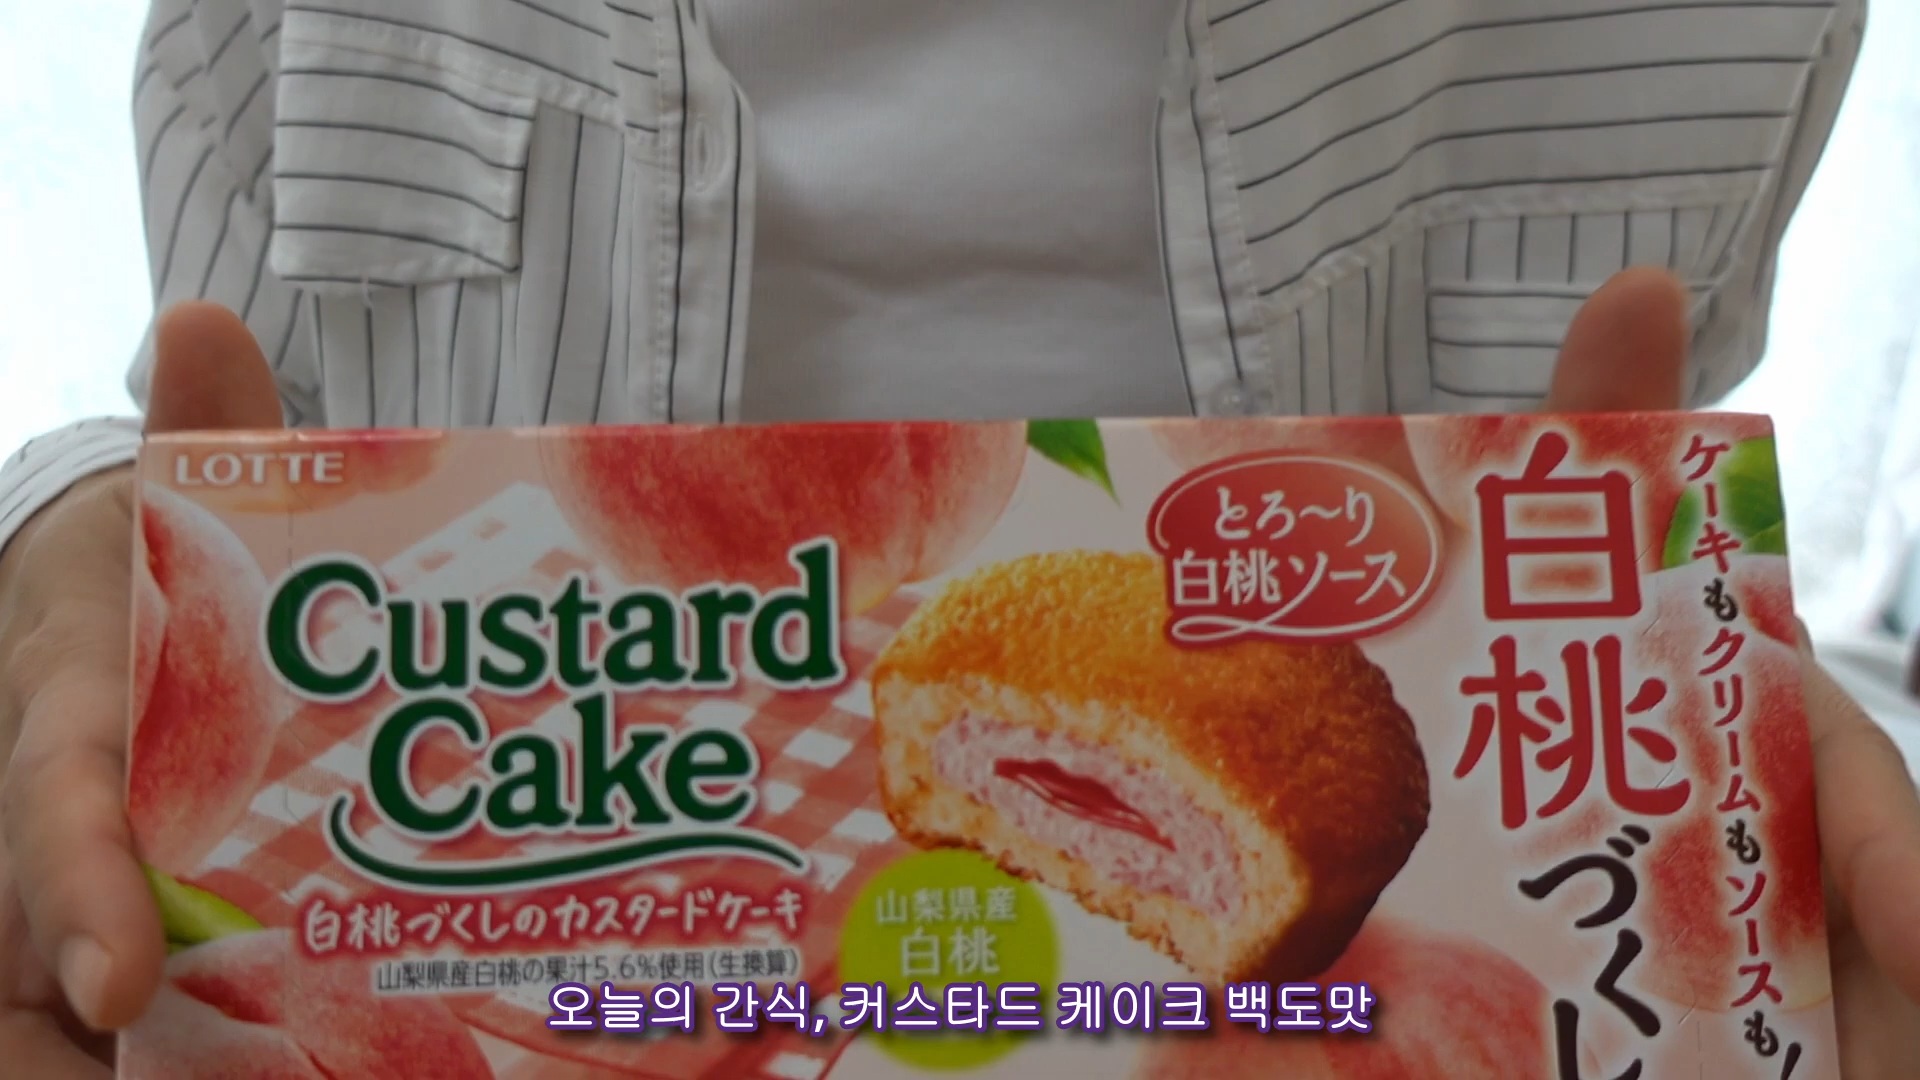 LOTTE
Custard
Cake
白桃づくしのカスタードケーキ
山梨県産白桃の果汁5.6%使用(生換算)
山梨県産
白桃
とろ～り
白桃ソース
白桃づくし
ケーキもクリームもソースも!
오늘의 간식, 커스타드 케이크 백도맛